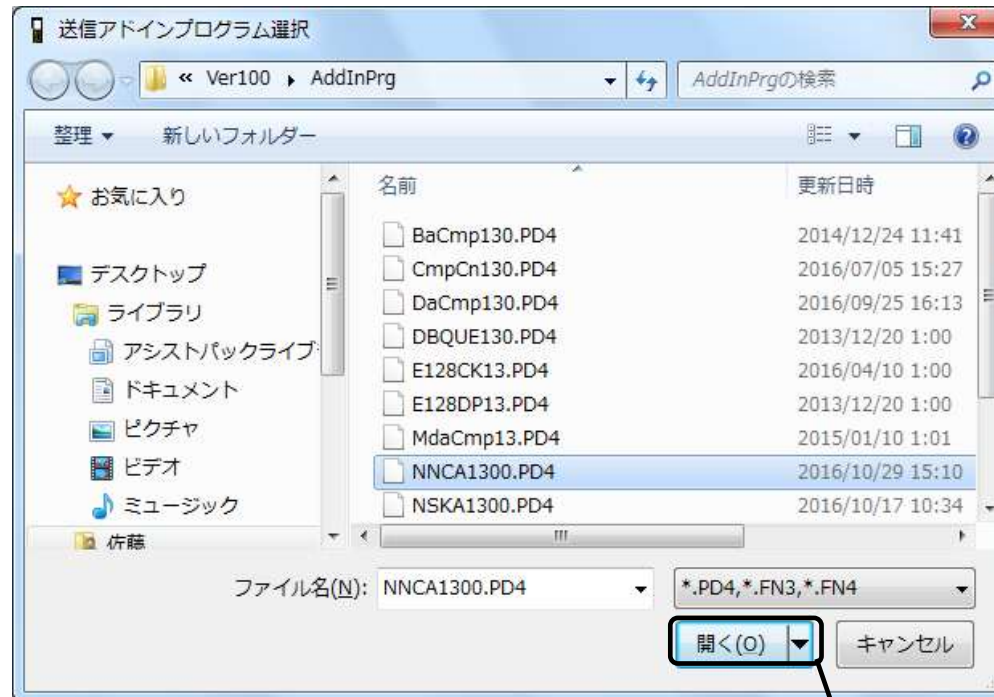 送信アドインプログラム選択
« Ver100 ▸ AddInPrg
AddInPrgの検索
整理 ▼ 新しいフォルダー
お気に入り
デスクトップ
ライブラリ
アシストパックライブ
ドキュメント
ピクチャ
ビデオ
ミュージック
佐藤
名前 更新日時
BaCmp130.PD4 2014/12/24 11:41
CmpCn130.PD4 2016/07/05 15:27
DaCmp130.PD4 2016/09/25 16:13
DBQUE130.PD4 2013/12/20 1:00
E128CK13.PD4 2016/04/10 1:00
E128DP13.PD4 2013/12/20 1:00
MdaCmp13.PD4 2015/01/10 1:01
NNCA1300.PD4 2016/10/29 15:10
NSKA1300.PD4 2016/10/17 10:34
ファイル名(N): NNCA1300.PD4 *.PD4,*.FN3,*.FN4
開く(O) キャンセル